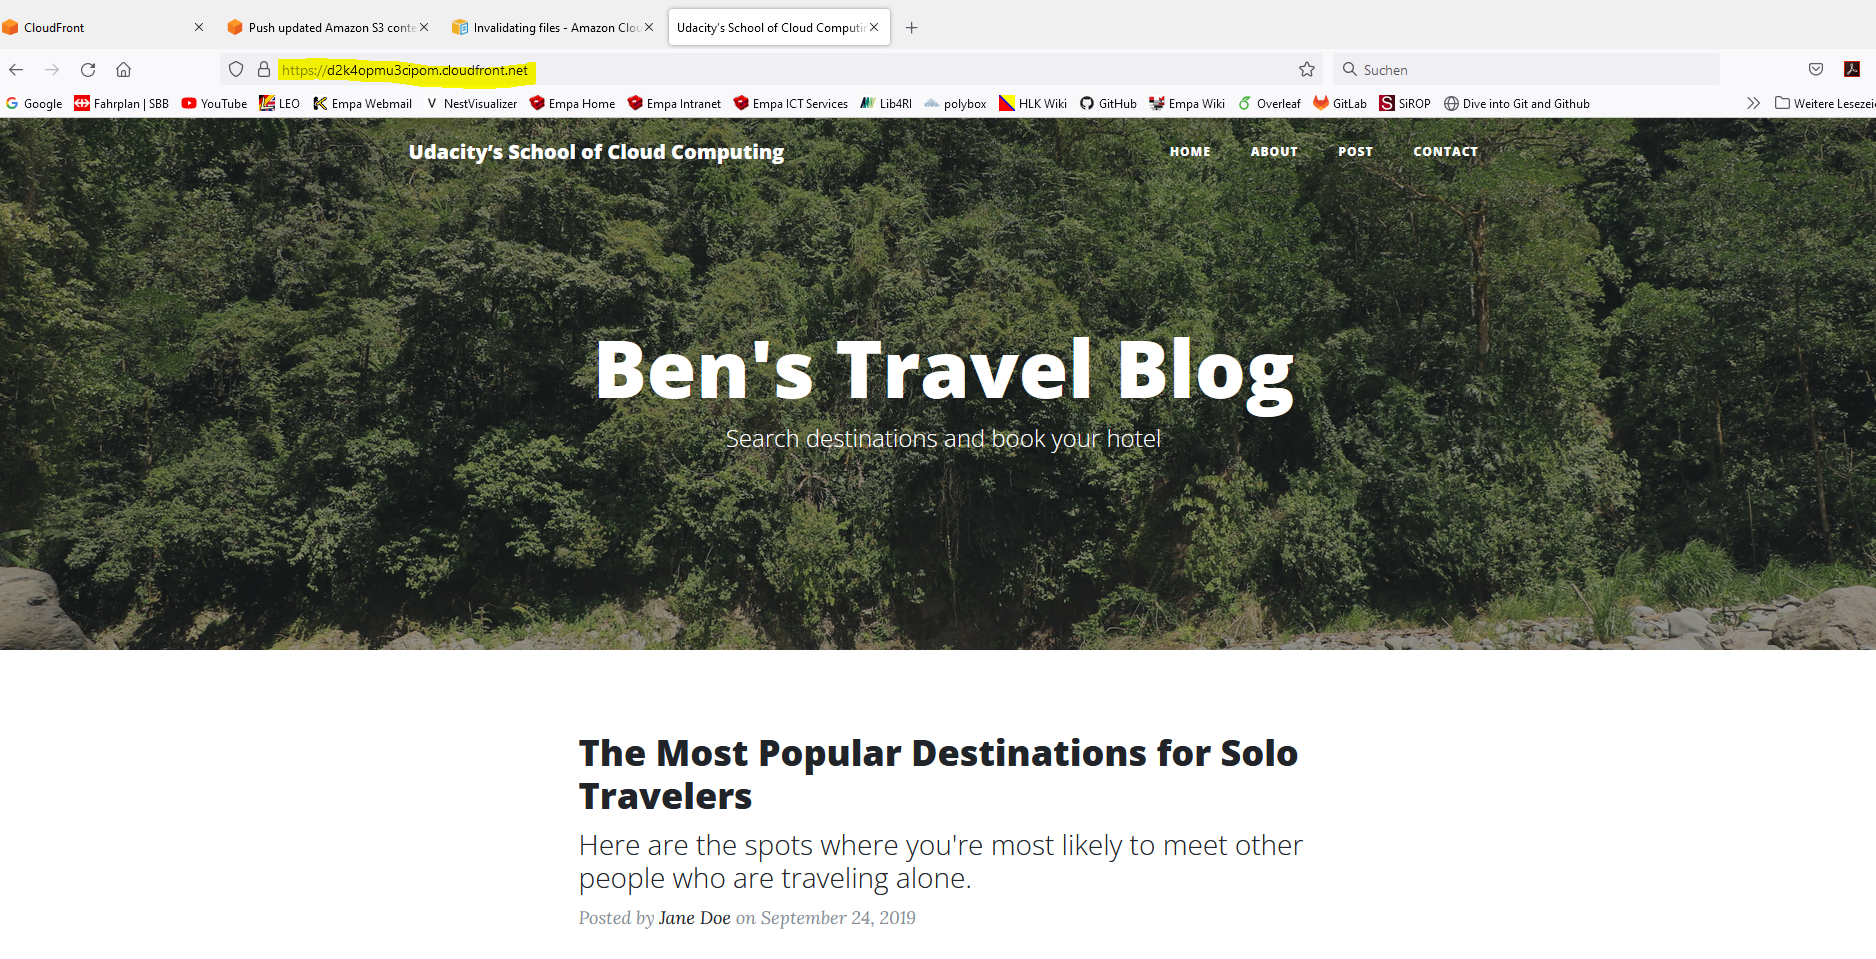 CloudFront
Push updated Amazon S3 conte
Invalidating files - Amazon Clou
Udacity's School of Cloud Computin
https://d2k4opmu3cipom.cloudfront.net
Suchen
Google Fahrplan | SBB YouTube LEO Empa Webmail V NestVisualizer Empa Home Empa Intranet Empa ICT Services Lib4RI polybox HLK Wiki GitHub Empa Wiki Overleaf GitLab S SiROP Dive into Git and Github Weitere Lesezei
Udacity's School of Cloud Computing
HOME ABOUT POST CONTACT
Ben's Travel Blog
Search destinations and book your hotel
The Most Popular Destinations for Solo
Travelers
Here are the spots where you're most likely to meet other
people who are traveling alone.
Posted by Jane Doe on September 24, 2019